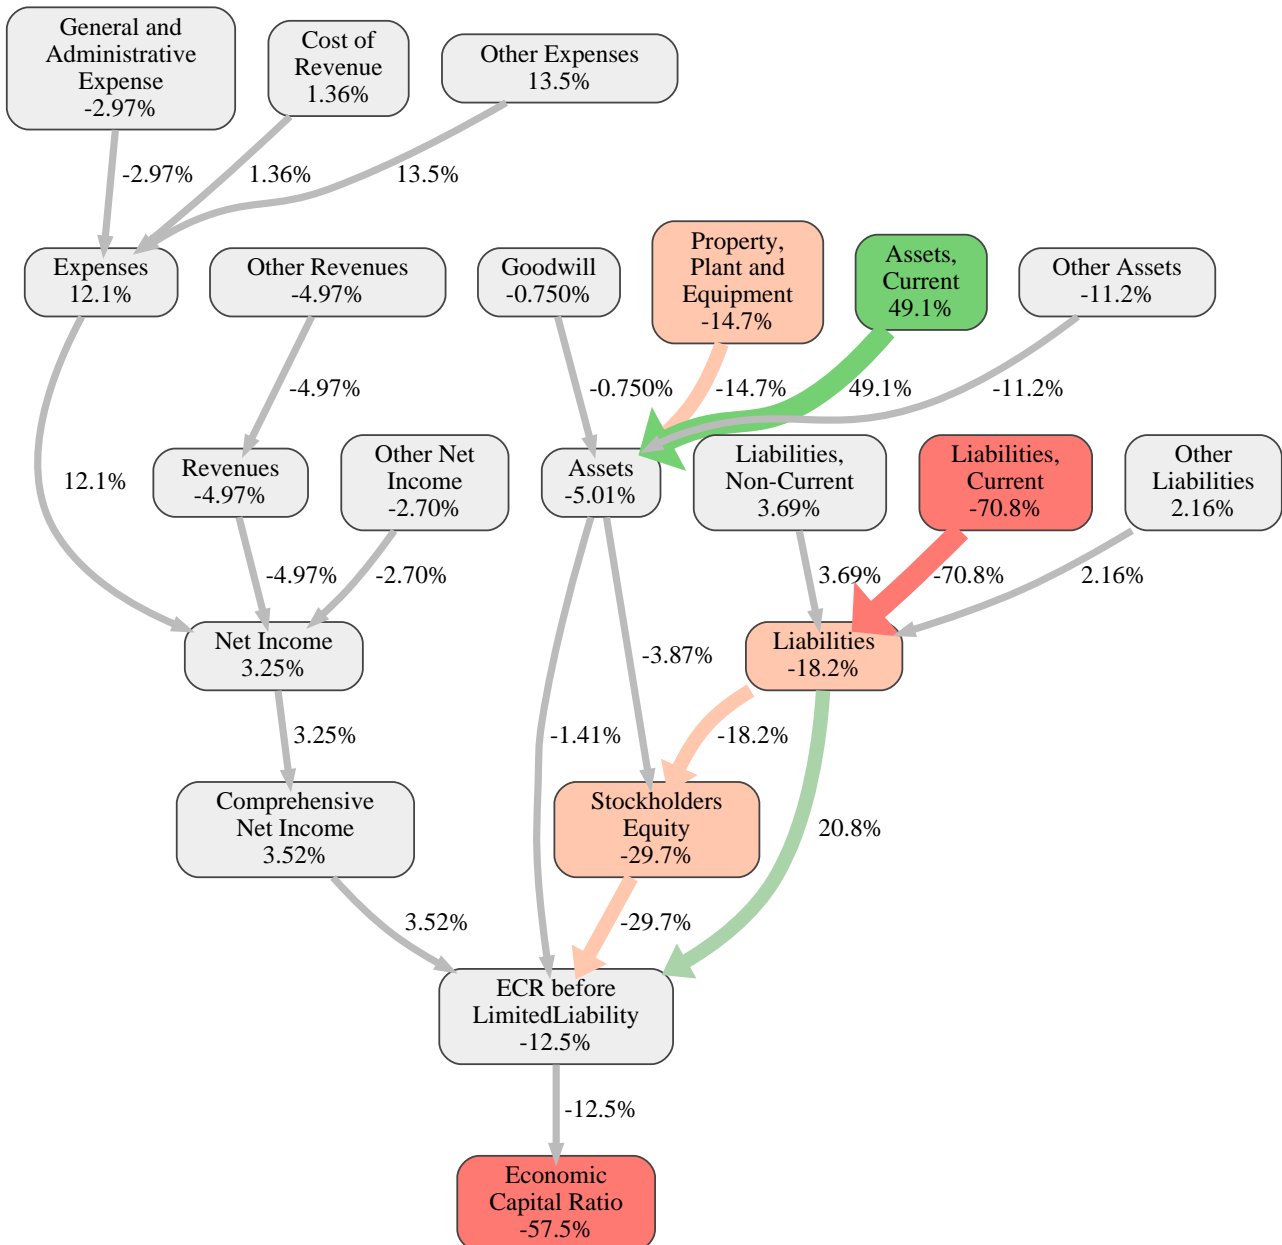 General and
Administrative
Expense
-2.97%
Cost of
Revenue
1.36%
Other Expenses
13.5%
-2.97%
1.36%
13.5%
Expenses
12.1%
Other Revenues
-4.97%
Goodwill
-0.750%
Property,
Plant and
Equipment
-14.7%
Assets,
Current
49.1%
Other Assets
-11.2%
-4.97%
-0.750%
-14.7%
49.1%
-11.2%
12.1%
Revenues
-4.97%
Other Net
Income
-2.70%
Assets
-5.01%
Liabilities,
Non-Current
3.69%
Liabilities,
Current
-70.8%
Other
Liabilities
2.16%
-4.97%
-2.70%
3.69%
-70.8%
2.16%
Net Income
3.25%
-3.87%
Liabilities
-18.2%
3.25%
-1.41%
-18.2%
20.8%
Comprehensive
Net Income
3.52%
Stockholders
Equity
-29.7%
3.52%
-29.7%
ECR before
LimitedLiability
-12.5%
-12.5%
Economic
Capital Ratio
-57.5%